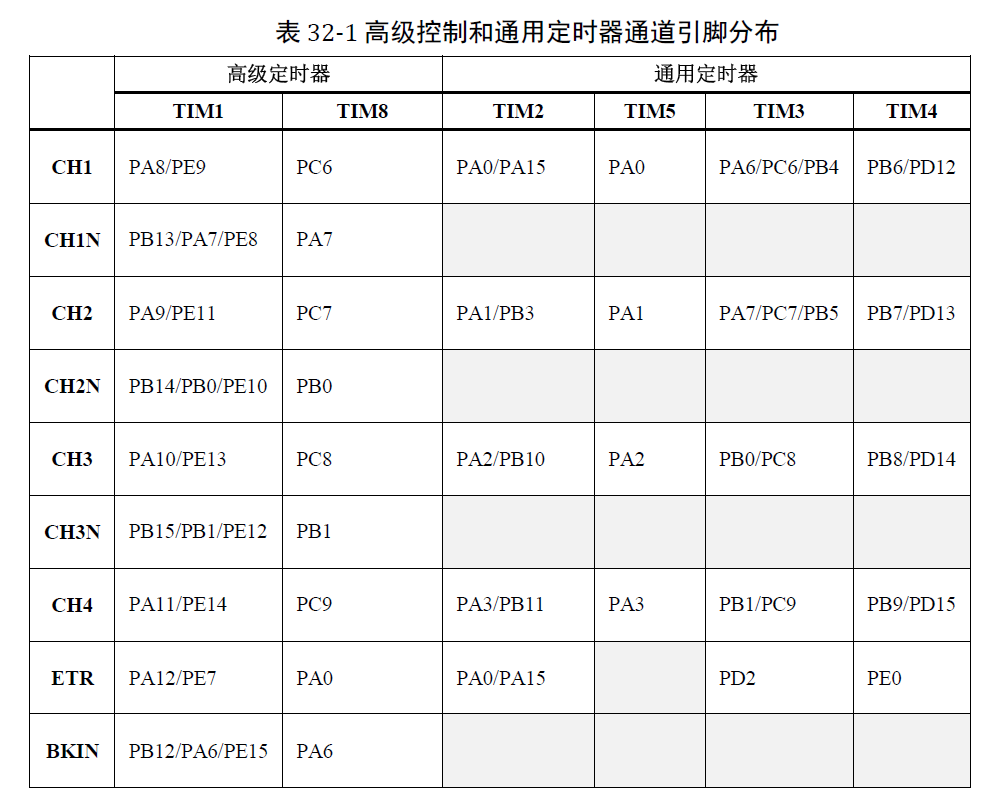 表 32-1 高级控制和通用定时器通道引脚分布
高级定时器 通用定时器
TIM1 TIM8 TIM2 TIM5 TIM3 TIM4
CH1 PA8/PE9 PC6 PA0/PA15 PA0 PA6/PC6/PB4 PB6/PD12
CH1N PB13/PA7/PE8 PA7
CH2 PA9/PE11 PC7 PA1/PB3 PA1 PA7/PC7/PB5 PB7/PD13
CH2N PB14/PB0/PE10 PB0
CH3 PA10/PE13 PC8 PA2/PB10 PA2 PB0/PC8 PB8/PD14
CH3N PB15/PB1/PE12 PB1
CH4 PA11/PE14 PC9 PA3/PB11 PA3 PB1/PC9 PB9/PD15
ETR PA12/PE7 PA0 PA0/PA15 PD2 PE0
BKIN PB12/PA6/PE15 PA6